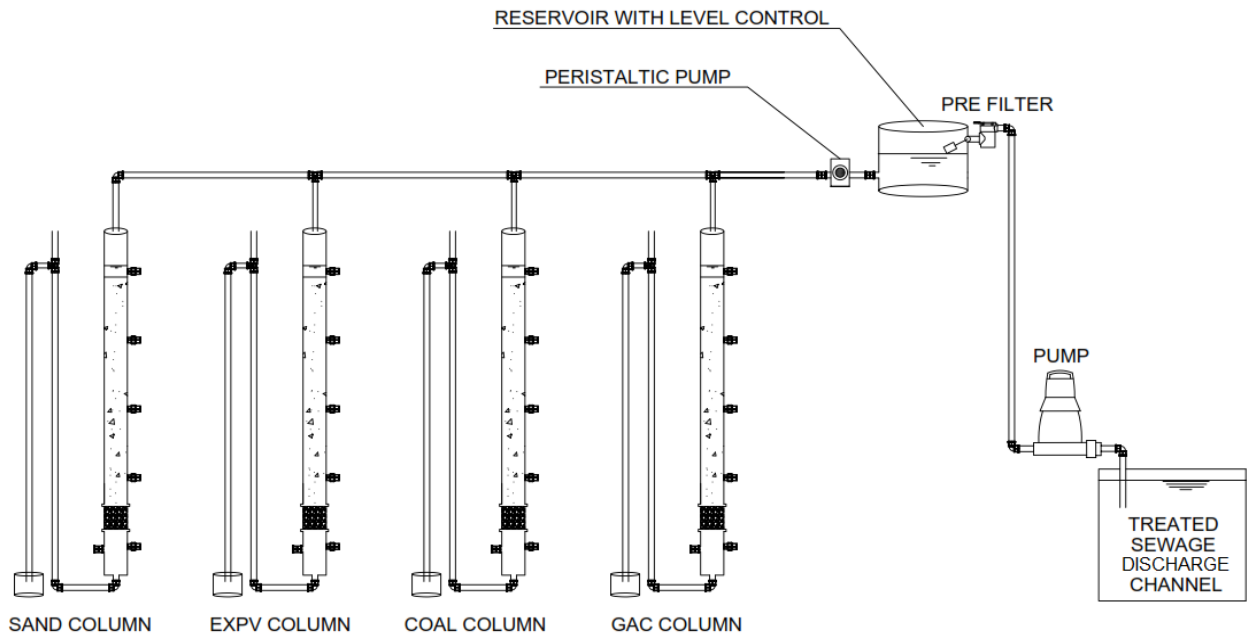 RESERVOIR WITH LEVEL CONTROL
PERISTALTIC PUMP
PRE FILTER
PUMP
TREATED
SEWAGE
DISCHARGE
CHANNEL
SAND COLUMN
EXPV COLUMN
COAL COLUMN
GAC COLUMN